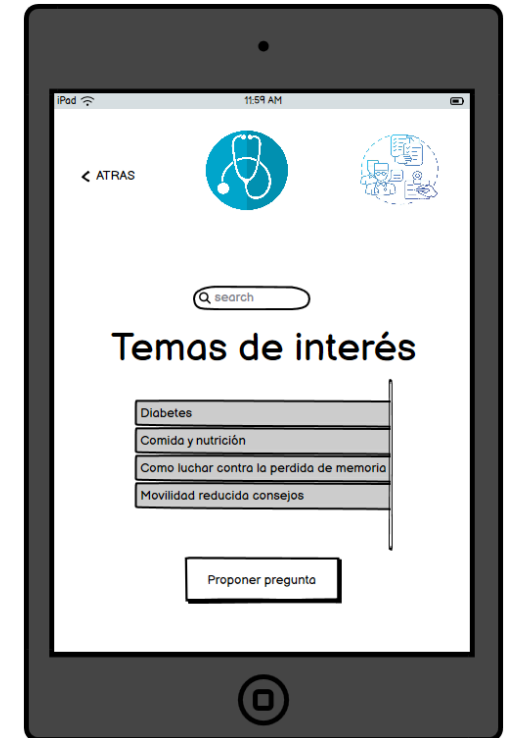 iPad 11:59 AM
ATRAS
search
Temas de interés
Diabetes
Comida y nutrición
Como luchar contra la perdida de memoria
Movilidad reducida consejos
Proponer pregunta